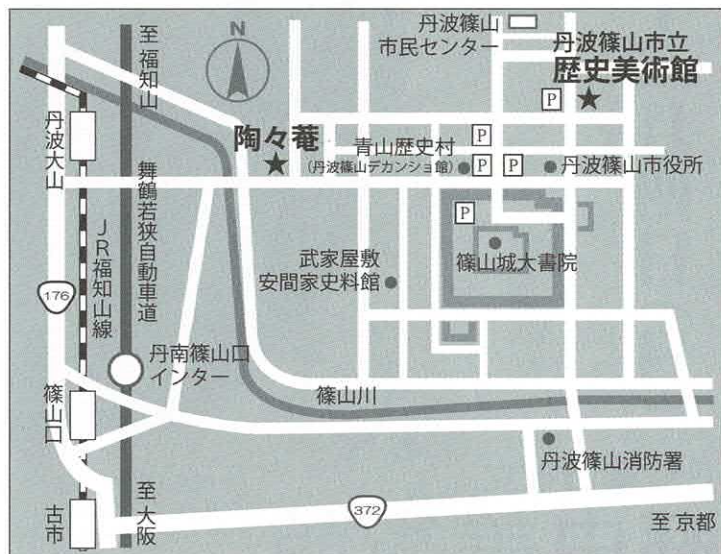 N
至 福知山
丹波篠山
市民センター
丹波篠山市立
歴史美術館
P
P
陶々菴
青山歴史村
(丹波篠山デカンショ館)
P
P
丹波篠山市役所
丹波大山
舞鶴若狭自動車道
JR福知山線
P
武家屋敷
安間家史料館
篠山城大書院
176
丹南篠山口
インター
篠山川
篠山口
丹波篠山消防署
古市
至 大阪
372
至 京都